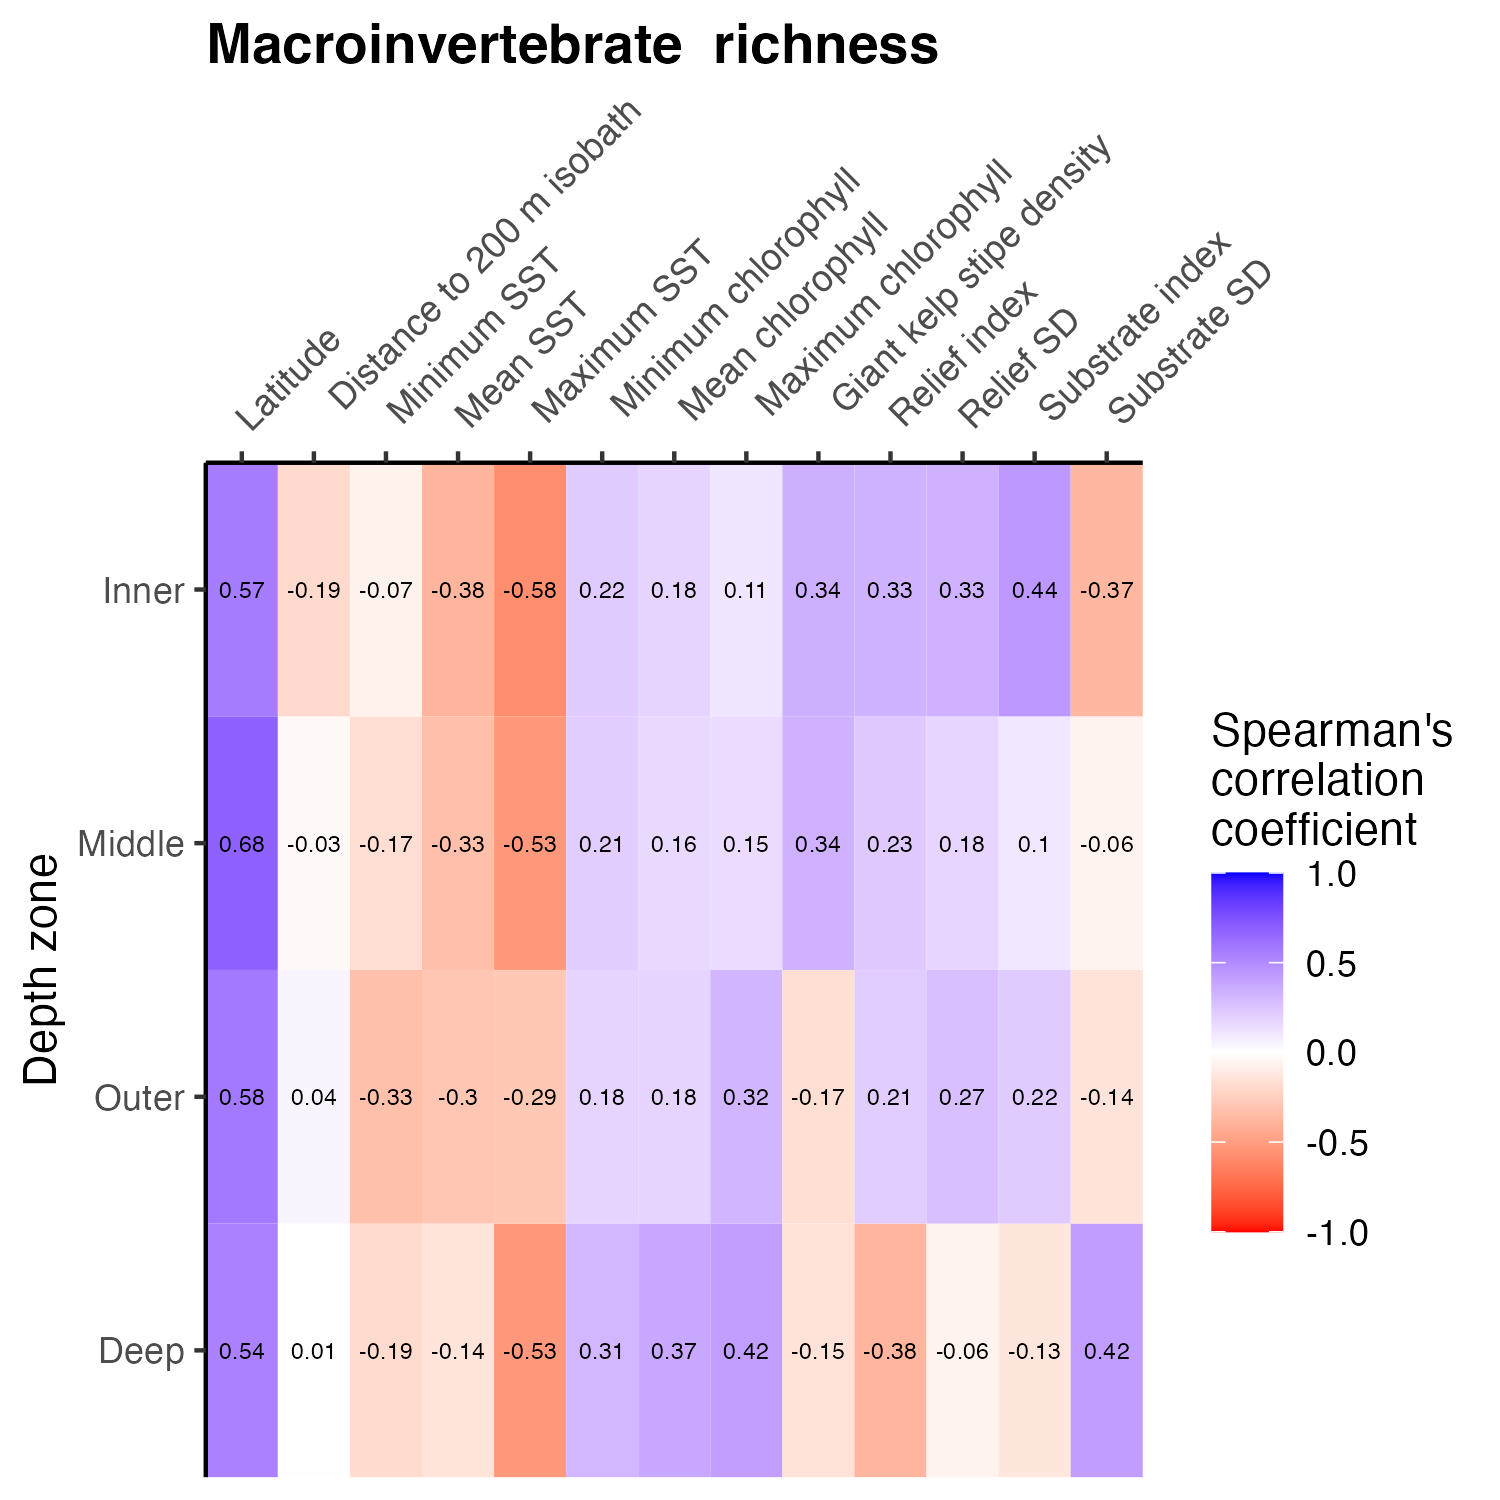 Macroinvertebrate  richness
Latitude
Distance to 200 m isobath
Minimum SST
Mean SST
Maximum SST
Minimum chlorophyll
Mean chlorophyll
Maximum chlorophyll
Giant kelp stipe density
Relief index
Relief SD
Substrate index
Substrate SD
Depth zone
Inner 0.57 -0.19 -0.07 -0.38 -0.58 0.22 0.18 0.11 0.34 0.33 0.33 0.44 -0.37
Middle 0.68 -0.03 -0.17 -0.33 -0.53 0.21 0.16 0.15 0.34 0.23 0.18 0.1 -0.06
Outer 0.58 0.04 -0.33 -0.3 -0.29 0.18 0.18 0.32 -0.17 0.21 0.27 0.22 -0.14
Deep 0.54 0.01 -0.19 -0.14 -0.53 0.31 0.37 0.42 -0.15 -0.38 -0.06 -0.13 0.42
Spearman's
correlation
coefficient
1.0
0.5
0.0
-0.5
-1.0